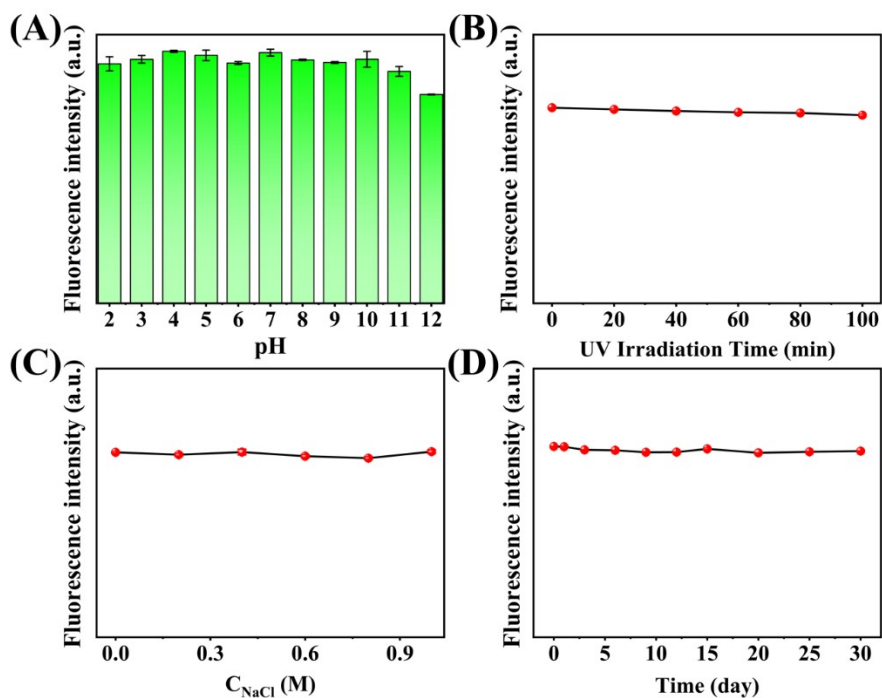 (A)
Fluorescence intensity (a.u.)
2 3 4 5 6 7 8 9 10 11 12
pH
(B)
Fluorescence intensity (a.u.)
0 20 40 60 80 100
UV Irradiation Time (min)
(C)
Fluorescence intensity (a.u.)
0.0 0.3 0.6 0.9
C_NaCl (M)
(D)
Fluorescence intensity (a.u.)
0 5 10 15 20 25 30
Time (day)